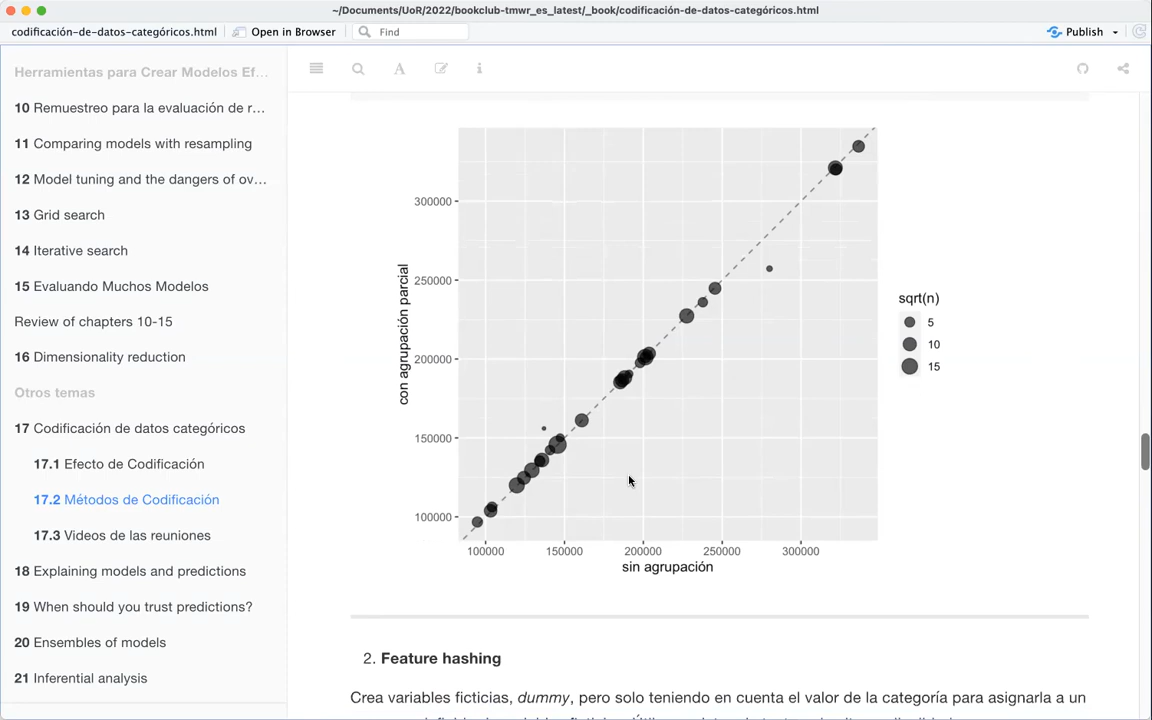 ~/Documents/UoR/2022/bookclub-tmwr_es_latest/_book/codificación-de-datos-categóricos.html
codificación-de-datos-categóricos.html
Open in Browser
Find
Publish
Herramientas para Crear Modelos Ef…
10 Remuestreo para la evaluación de r…
11 Comparing models with resampling
12 Model tuning and the dangers of ov…
13 Grid search
14 Iterative search
15 Evaluando Muchos Modelos
Review of chapters 10-15
16 Dimensionality reduction
Otros temas
17 Codificación de datos categóricos
17.1 Efecto de Codificación
17.2 Métodos de Codificación
17.3 Videos de las reuniones
18 Explaining models and predictions
19 When should you trust predictions?
20 Ensembles of models
21 Inferential analysis
con agrupación parcial
300000
250000
200000
150000
100000
100000 150000 200000 250000 300000
sin agrupación
sqrt(n)
5
10
15
2. Feature hashing
Crea variables ficticias, dummy, pero solo teniendo en cuenta el valor de la categoría para asignarla a un